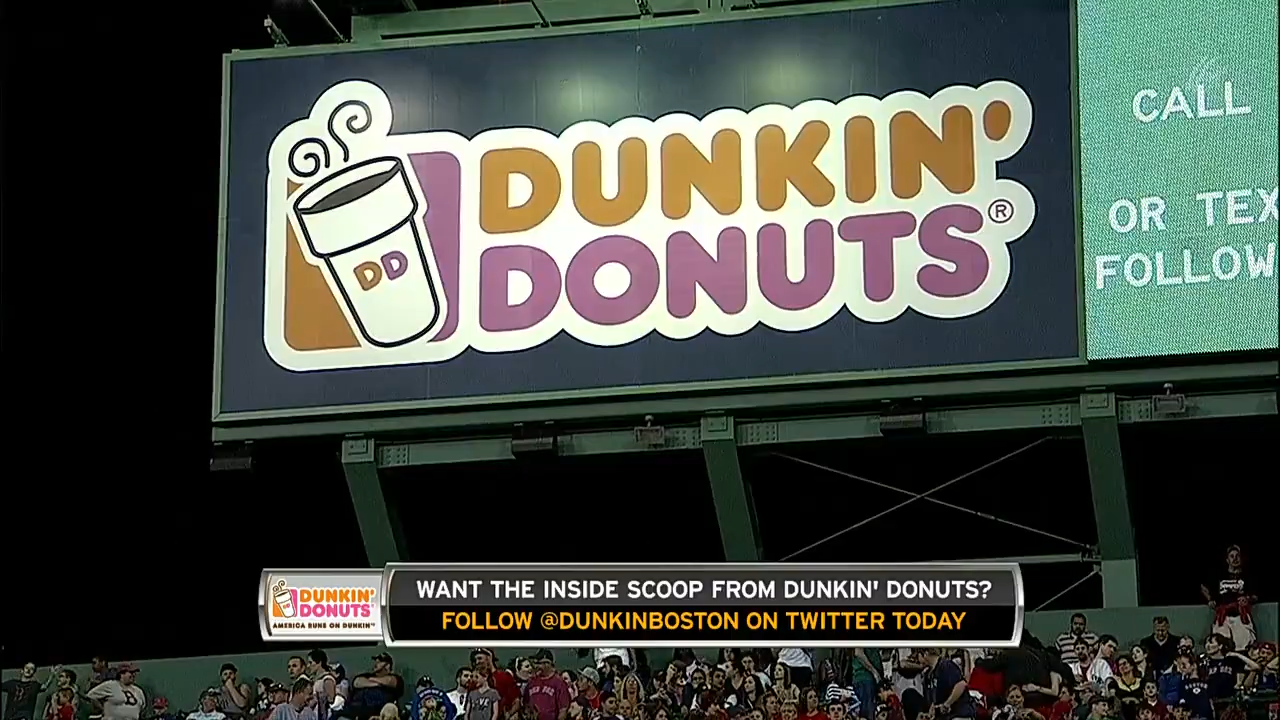 DUNKIN'
DONUTS®
DD
CALL
OR TEX
FOLLOW
DUNKIN'
DONUTS
AMERICA RUNS ON DUNKIN'
WANT THE INSIDE SCOOP FROM DUNKIN' DONUTS?
FOLLOW @DUNKINBOSTON ON TWITTER TODAY